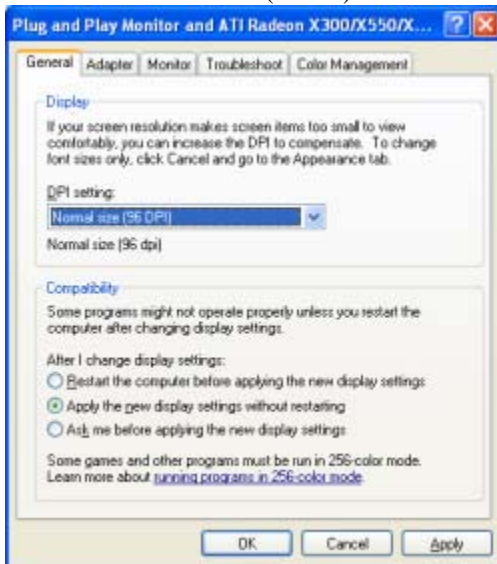 Plug and Play Monitor and ATI Radeon X300/X550/X...
General Adapter Monitor Troubleshoot Color Management
Display
If your screen resolution makes screen items too small to view
comfortably, you can increase the DPI to compensate. To change
font sizes only, click Cancel and go to the Appearance tab.
DPI setting:
Normal size (96 DPI)
Normal size (96 dpi)
Compatibility
Some programs might not operate properly unless you restart the
computer after changing display settings.
After I change display settings:
Restart the computer before applying the new display settings
Apply the new display settings without restarting
Ask me before applying the new display settings
Some games and other programs must be run in 256-color mode.
Learn more about running programs in 256-color mode.
OK Cancel Apply